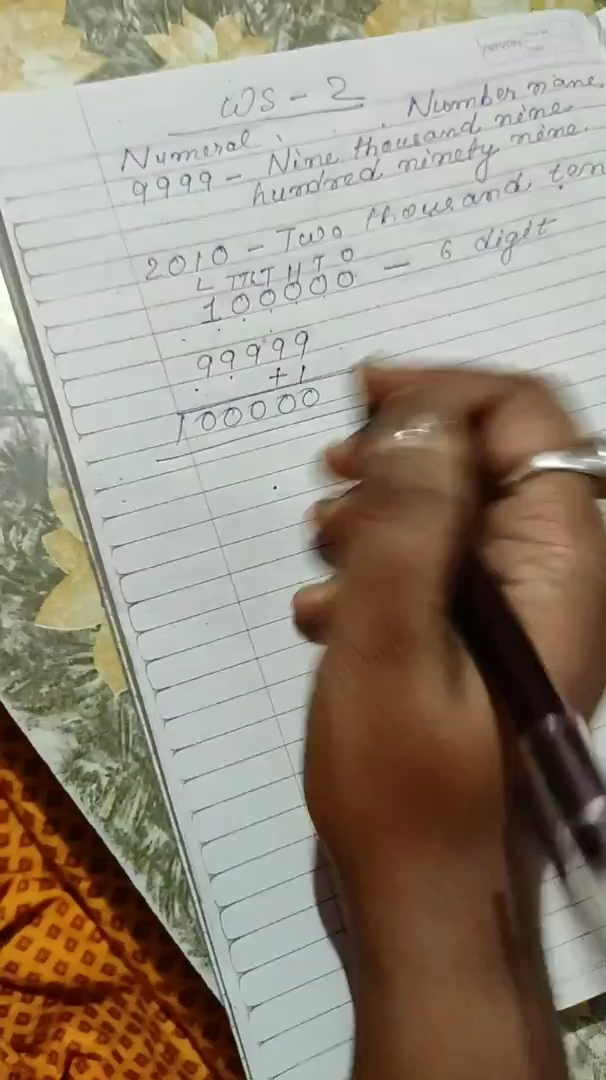 WS - 2
Numeral . Number name.
9999 - Nine thousand nine
hundred ninety nine.
2010 - Two thousand, ten
L TTh T H T O
100000 - 6 digit
99999
+ 1
100000